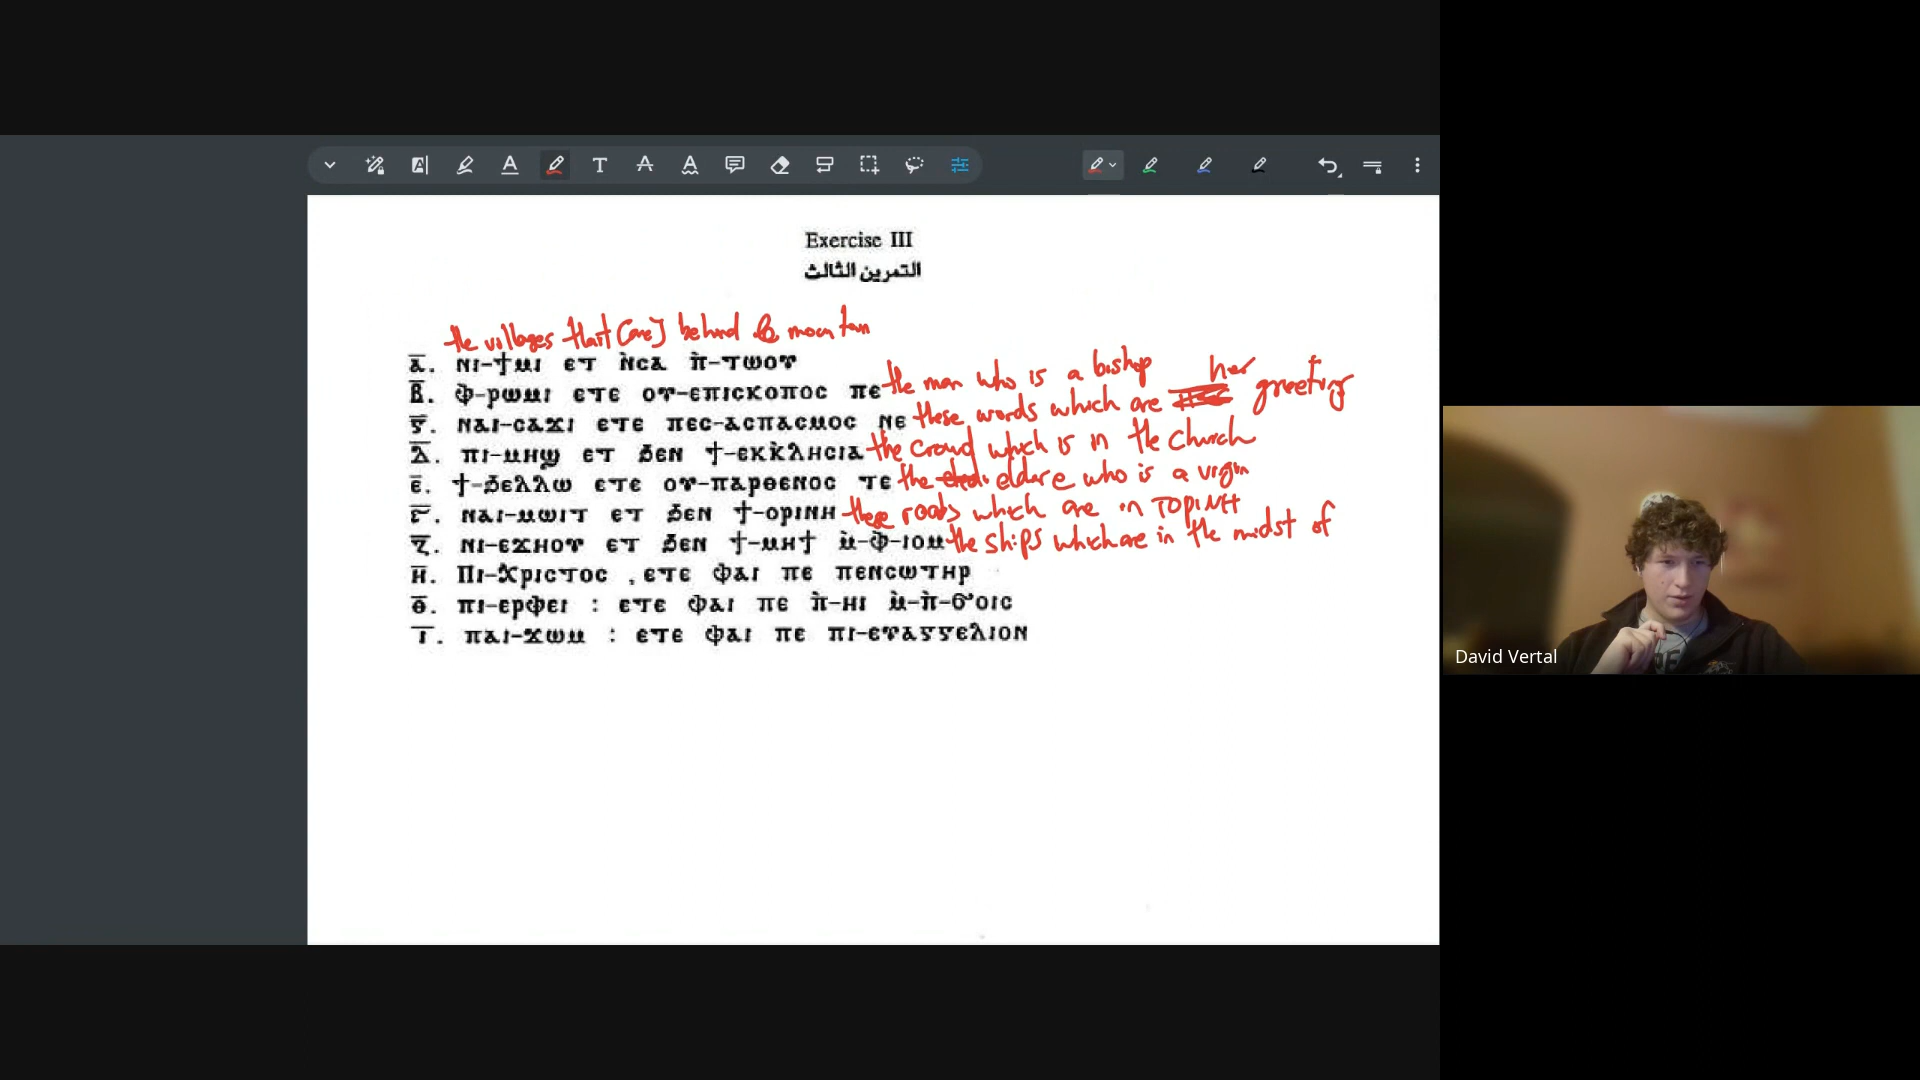 Exercise III
التمرين الثالث
the villages that [are] behind the mountain
ⲁ̅. ⲛⲓ-ϯⲙⲓ ⲉⲧ ⲛ̀ⲥⲁ ⲡ̀-ⲧⲱⲟⲩ
ⲃ̅. ⲫ̀-ⲣⲱⲙⲓ ⲉⲧⲉ ⲟⲩ-ⲉⲡⲓⲥⲕⲟⲡⲟⲥ ⲡⲉ the man who is a bishop
ⲅ̅. ⲛⲁⲓ-ⲥⲁϫⲓ ⲉⲧⲉ ⲡⲉⲥ-ⲁⲥⲡⲁⲥⲙⲟⲥ ⲛⲉ these words which are her greeting
ⲇ̅. ⲡⲓ-ⲙⲏϣ ⲉⲧ ϧⲉⲛ ϯ-ⲉⲕⲕ̀ⲗⲏⲥⲓⲁ the crowd which is in the church
ⲉ̅. ϯ-ϧⲉⲗⲗⲱ ⲉⲧⲉ ⲟⲩ-ⲡⲁⲣⲑⲉⲛⲟⲥ ⲧⲉ the who is a virgin
ⲋ̅. ⲛⲁⲓ-ⲙⲱⲓⲧ ⲉⲧ ϧⲉⲛ ϯ-ⲟⲣⲓⲛⲏ these roads which are in ⲧⲟⲣⲓⲛⲏ
ⲍ̅. ⲛⲓ-ⲉϫⲏⲟⲩ ⲉⲧ ϧⲉⲛ ϯ-ⲙⲏϯ ⲙ̀-ⲫ̀-ⲓⲟⲙ the ships which are in the midst of
ⲏ̅. Ⲡⲓ-Ⲭ̀ⲣⲓⲥⲧⲟⲥ , ⲉⲧⲉ ⲫⲁⲓ ⲡⲉ ⲡⲉⲛⲥⲱⲧⲏⲣ
ⲑ̅. ⲡⲓ-ⲉⲣⲫⲉⲓ : ⲉⲧⲉ ⲫⲁⲓ ⲡⲉ ⲡ̀-ⲏⲓ ⲙ̀-ⲡ̀-ϭⲟⲓⲥ
ⲓ̅. ⲡⲁⲓ-ϫⲱⲙ : ⲉⲧⲉ ⲫⲁⲓ ⲡⲉ ⲡⲓ-ⲉⲩⲁⲅⲅⲉⲗⲓⲟⲛ
David Vertal